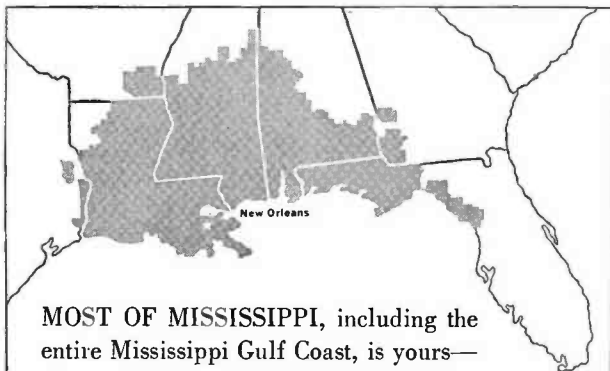 New Orleans
MOST OF MISSISSIPPI, including the
entire Mississippi Gulf Coast, is yours—